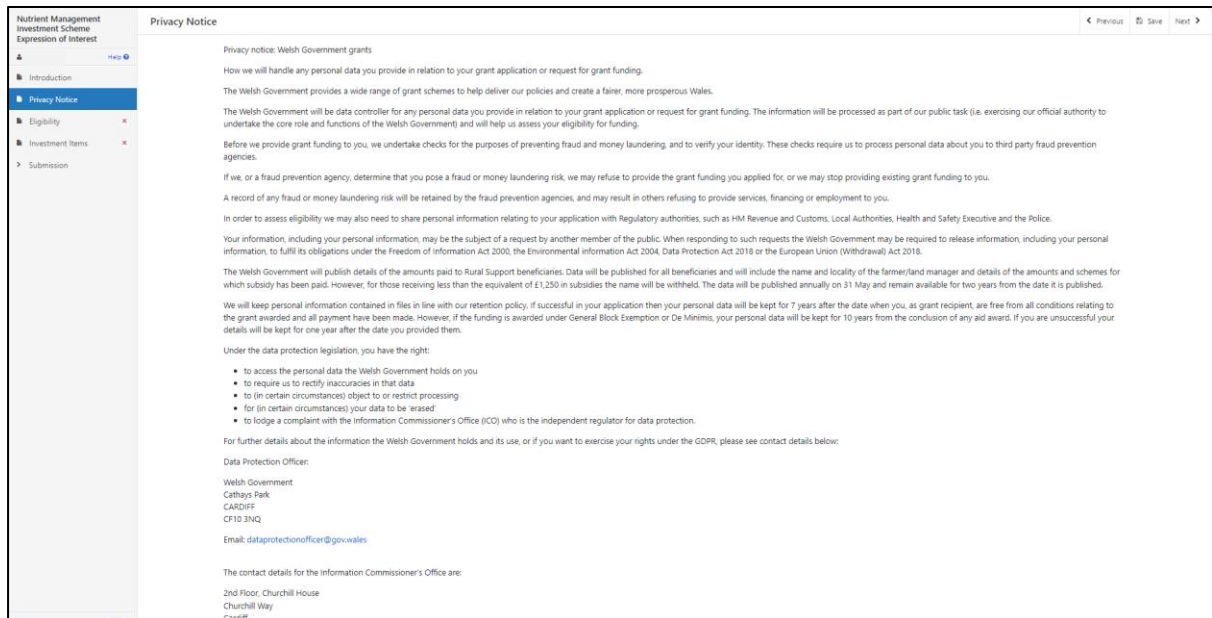 Nutrient Management
Investment Scheme
Expression of Interest
Help
Introduction
Privacy Notice
Eligibility
Investment Items
Submission
Privacy Notice
Previous
Save
Next
Privacy notice: Welsh Government grants
How we will handle any personal data you provide in relation to your grant application or request for grant funding.
The Welsh Government provides a wide range of grant schemes to help deliver our policies and create a fairer, more prosperous Wales.
The Welsh Government will be data controller for any personal data you provide in relation to your grant application or request for grant funding. The information will be processed as part of our public task (i.e. exercising our official authority to
undertake the core role and functions of the Welsh Government) and will help us assess your eligibility for funding.
Before we provide grant funding to you, we undertake checks for the purposes of preventing fraud and money laundering, and to verify your identity. These checks require us to process personal data about you to third party fraud prevention
agencies.
If we, or a fraud prevention agency, determine that you pose a fraud or money laundering risk, we may refuse to provide the grant funding you applied for, or we may stop providing existing grant funding to you.
A record of any fraud or money laundering risk will be retained by the fraud prevention agencies, and may result in others refusing to provide services, financing or employment to you.
In order to assess eligibility we may also need to share personal information relating to your application with Regulatory authorities, such as HM Revenue and Customs, Local Authorities, Health and Safety Executive and the Police.
Your information, including your personal information, may be the subject of a request by another member of the public. When responding to such requests the Welsh Government may be required to release information, including your personal
information, to fulfil its obligations under the Freedom of Information Act 2000, the Environmental information Act 2004, Data Protection Act 2018 or the European Union (Withdrawal) Act 2018.
The Welsh Government will publish details of the amounts paid to Rural Support beneficiaries. Data will be published for all beneficiaries and will include the name and locality of the farmer/land manager and details of the amounts and schemes for
which subsidy has been paid. However, for those receiving less than the equivalent of £1,250 in subsidies the name will be withheld. The data will be published annually on 31 May and remain available for two years from the date it is published.
We will keep personal information contained in files in line with our retention policy. If successful in your application then your personal data will be kept for 7 years after the date when you, as grant recipient, are free from all conditions relating to
the grant awarded and all payment have been made. However, if the funding is awarded under General Block Exemption or De Minimis, your personal data will be kept for 10 years from the conclusion of any aid award. If you are unsuccessful your
details will be kept for one year after the date you provided them.
Under the data protection legislation, you have the right:
• to access the personal data the Welsh Government holds on you
• to require us to rectify inaccuracies in that data
• to (in certain circumstances) object to or restrict processing
• for (in certain circumstances) your data to be 'erased'
• to lodge a complaint with the Information Commissioner's Office (ICO) who is the independent regulator for data protection.
For further details about the information the Welsh Government holds and its use, or if you want to exercise your rights under the GDPR, please see contact details below:
Data Protection Officer:
Welsh Government
Cathays Park
CARDIFF
CF10 3NQ
Email: dataprotectionofficer@gov.wales
The contact details for the Information Commissioner's Office are:
2nd Floor, Churchill House
Churchill Way
Cardiff